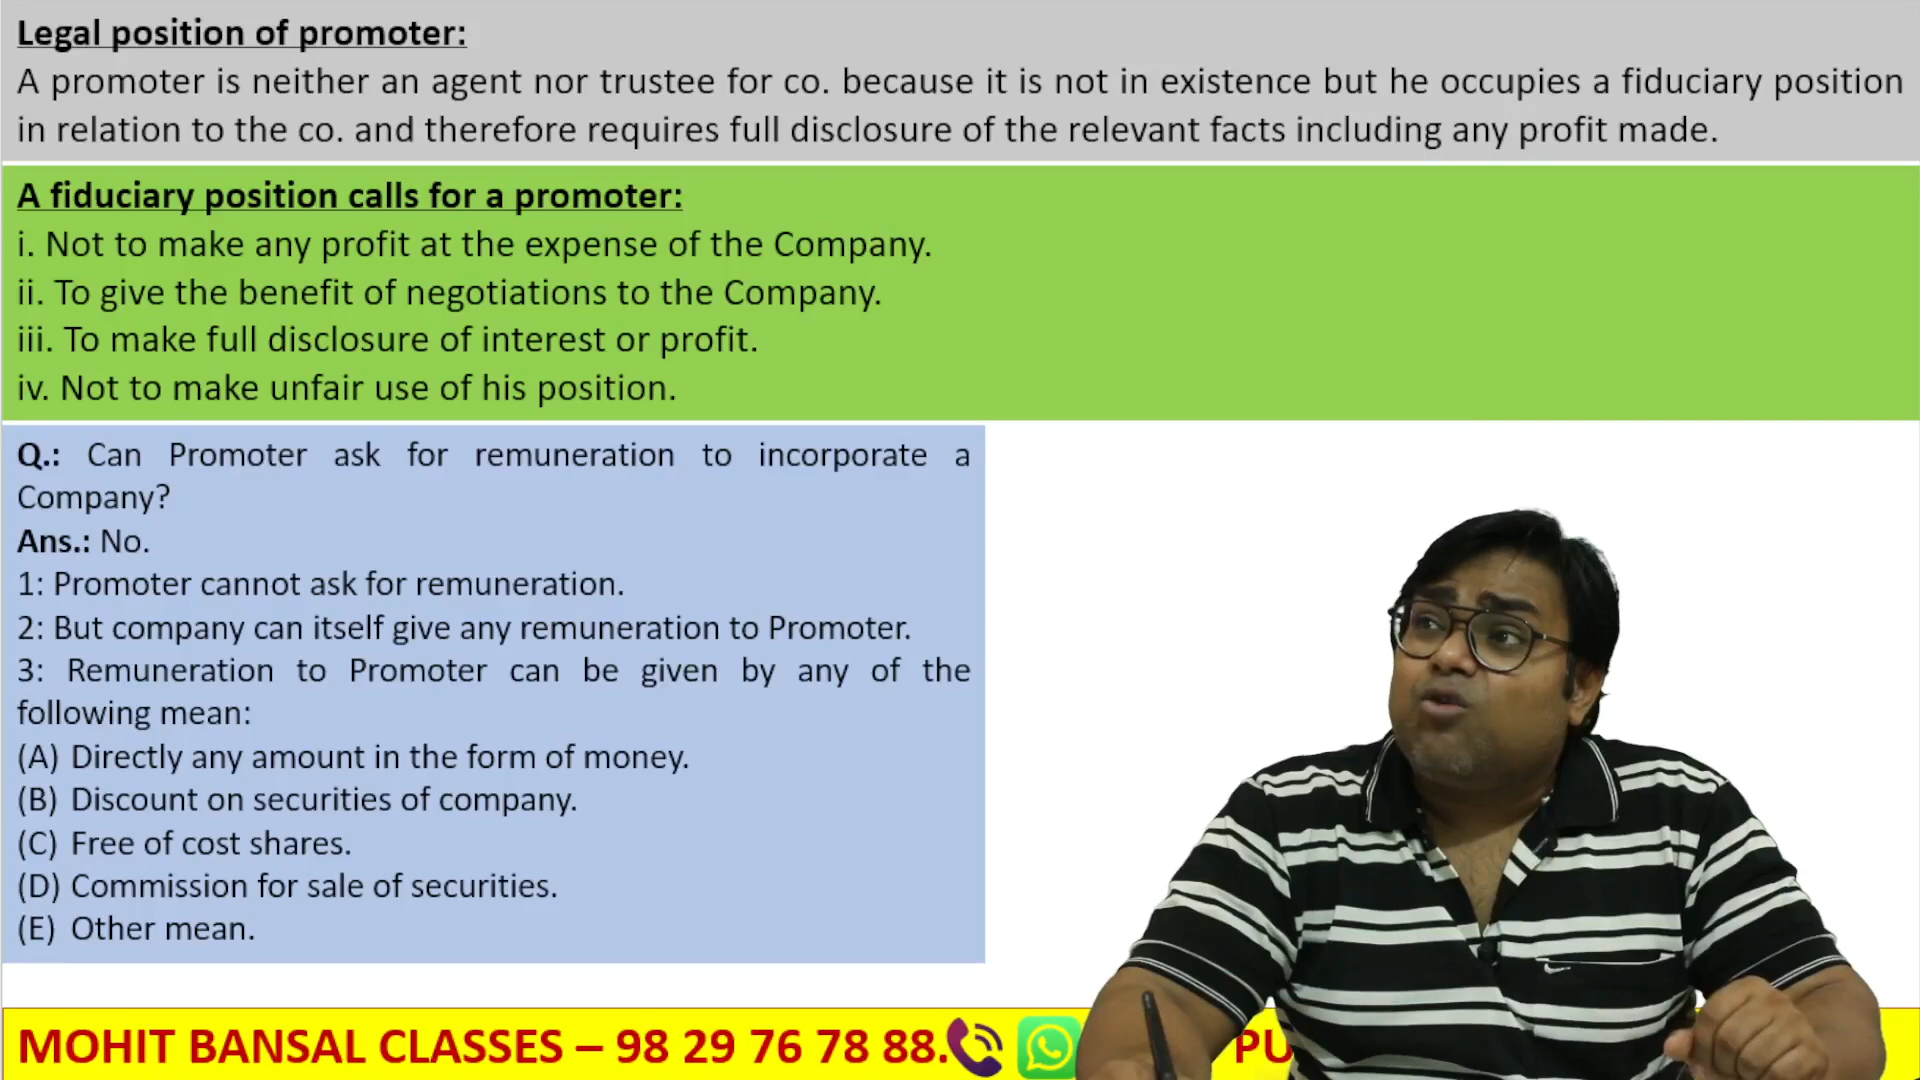 Legal position of promoter:
A promoter is neither an agent nor trustee for co. because it is not in existence but he occupies a fiduciary position
in relation to the co. and therefore requires full disclosure of the relevant facts including any profit made.
A fiduciary position calls for a promoter:
i. Not to make any profit at the expense of the Company.
ii. To give the benefit of negotiations to the Company.
iii. To make full disclosure of interest or profit.
iv. Not to make unfair use of his position.
Q.: Can Promoter ask for remuneration to incorporate a
Company?
Ans.: No.
1: Promoter cannot ask for remuneration.
2: But company can itself give any remuneration to Promoter.
3: Remuneration to Promoter can be given by any of the
following mean:
(A) Directly any amount in the form of money.
(B) Discount on securities of company.
(C) Free of cost shares.
(D) Commission for sale of securities.
(E) Other mean.
MOHIT BANSAL CLASSES – 98 29 76 78 88.